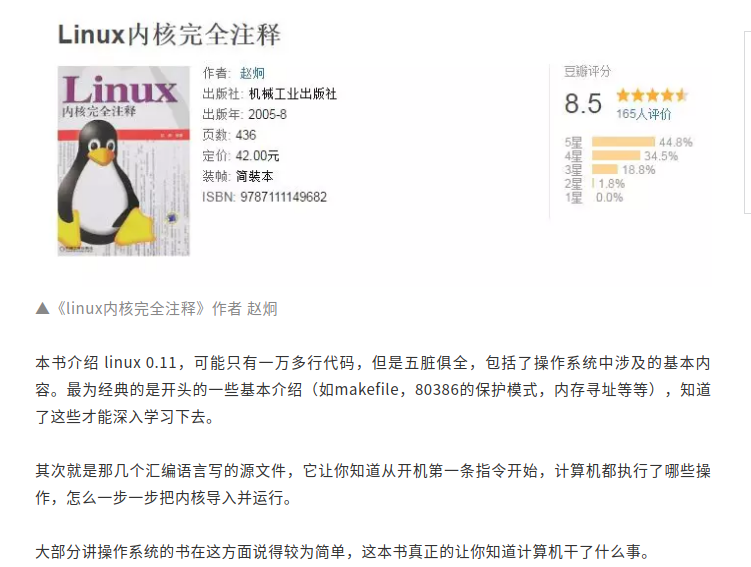 Linux内核完全注释
Linux
内核完全注释
作者: 赵炯
出版社: 机械工业出版社
出版年: 2005-8
页数: 436
定价: 42.00元
装帧: 简装本
ISBN: 9787111149682
豆瓣评分
8.5
165人评价
5星 44.8%
4星 34.5%
3星 18.8%
2星 1.8%
1星 0.0%
▲《linux内核完全注释》作者 赵炯
本书介绍 linux 0.11，可能只有一万多行代码，但是五脏俱全，包括了操作系统中涉及的基本内
容。最为经典的是开头的一些基本介绍（如makefile，80386的保护模式，内存寻址等等），知道
了这些才能深入学习下去。
其次就是那几个汇编语言写的源文件，它让你知道从开机第一条指令开始，计算机都执行了哪些操
作，怎么一步一步把内核导入并运行。
大部分讲操作系统的书在这方面说得较为简单，这本书真正的让你知道计算机干了什么事。